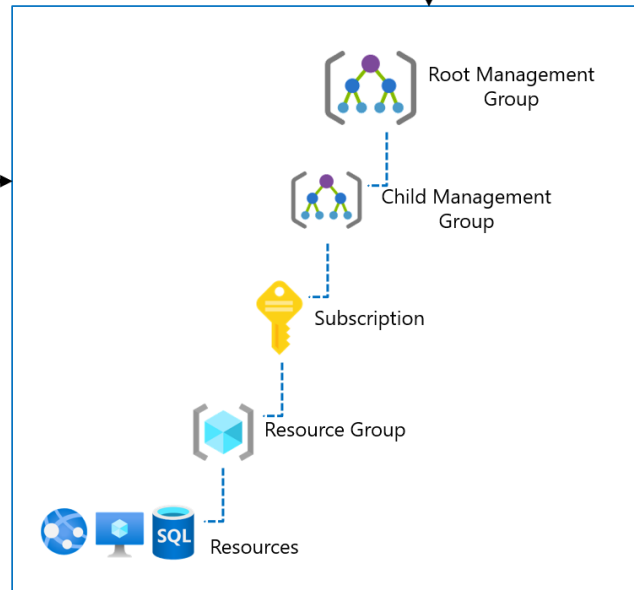 Root Management
Group
Child Management
Group
Subscription
Resource Group
SQL
Resources